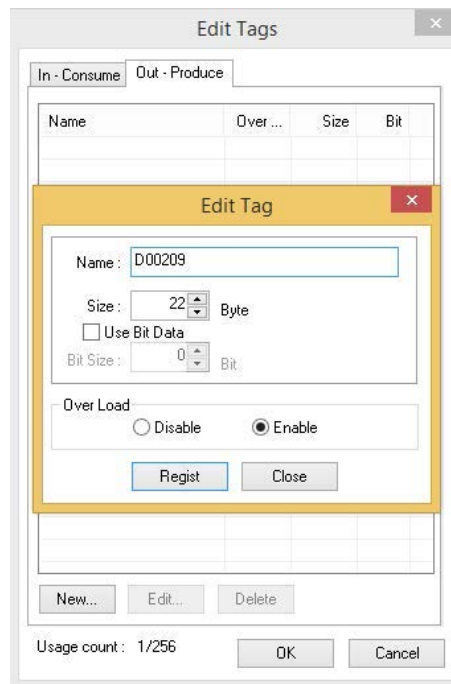 Edit Tags
In - Consume
Out - Produce
Name Over ... Size Bit
Edit Tag
Name : D00209
Size : 22 Byte
Use Bit Data
Bit Size : 0 Bit
Over Load
Disable Enable
Regist Close
New... Edit... Delete
Usage count : 1/256 OK Cancel